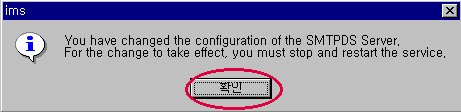 ims
You have changed the configuration of the SMTPDS Server,
For the change to take effect, you must stop and restart the service,
확인